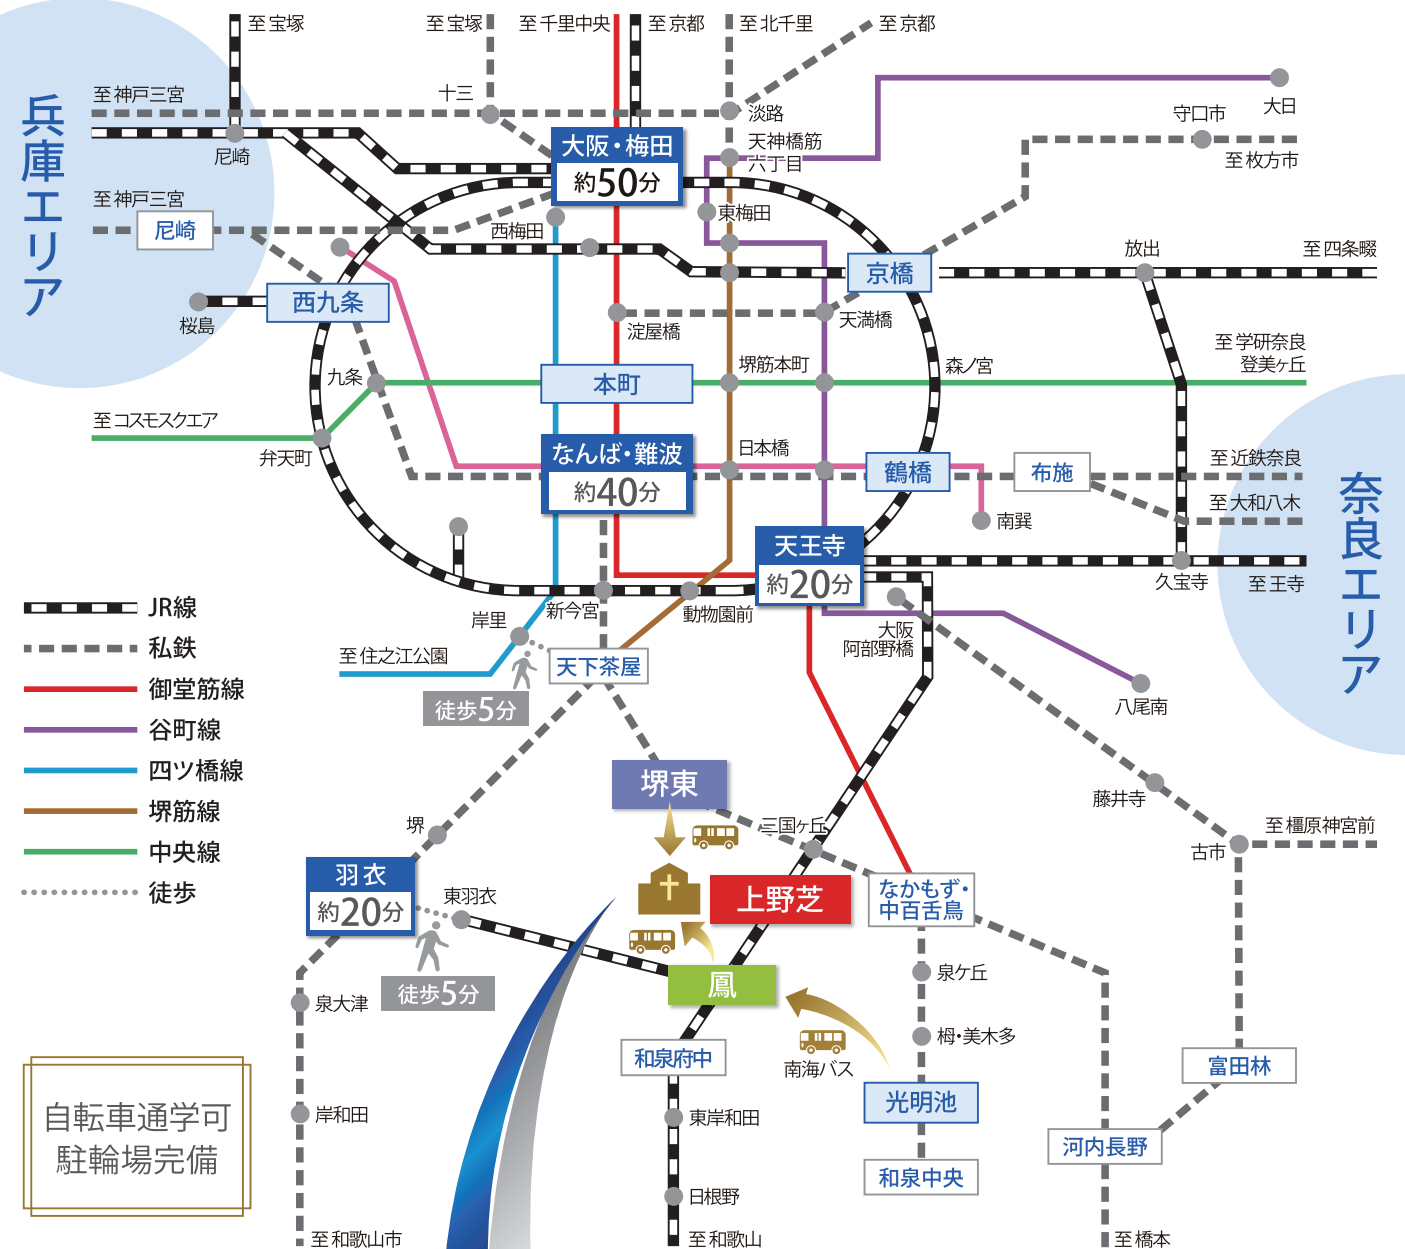 至宝塚
至宝塚
至千里中央
至京都
至北千里
至京都
至神戸三宮
十三
淡路
大日
守口市
至枚方市
兵庫エリア
尼崎
大阪・梅田
約50分
天神橋筋
六丁目
至神戸三宮
尼崎
西梅田
東梅田
京橋
放出
至四条畷
西九条
桜島
淀屋橋
天満橋
至学研奈良
登美ヶ丘
九条
本町
堺筋本町
森ノ宮
至コスモスクエア
弁天町
なんば・難波
約40分
日本橋
鶴橋
布施
至近鉄奈良
至大和八木
奈良エリア
南巽
天王寺
約20分
久宝寺
至王寺
JR線
私鉄
御堂筋線
谷町線
四ツ橋線
堺筋線
中央線
徒歩
岸里
新今宮
動物園前
大阪
阿部野橋
至住之江公園
天下茶屋
徒歩5分
八尾南
堺東
藤井寺
堺
三国ヶ丘
古市
至橿原神宮前
羽衣
約20分
東羽衣
上野芝
なかもず・
中百舌鳥
徒歩5分
鳳
泉ケ丘
泉大津
和泉府中
南海バス
栂・美木多
富田林
自転車通学可
駐輪場完備
岸和田
東岸和田
光明池
河内長野
和泉中央
日根野
至和歌山市
至和歌山
至橋本